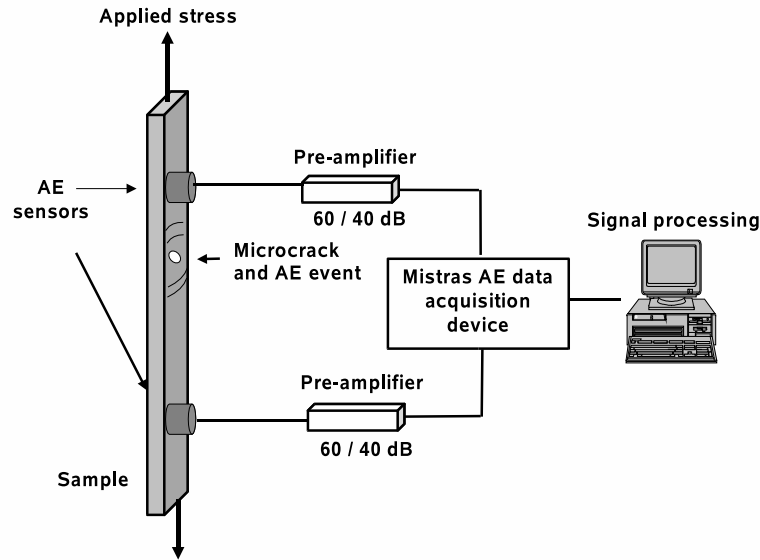 Applied stress
AE
sensors
Pre-amplifier
60 / 40 dB
Microcrack
and AE event
Mistras AE data
acquisition
device
Signal processing
Pre-amplifier
60 / 40 dB
Sample